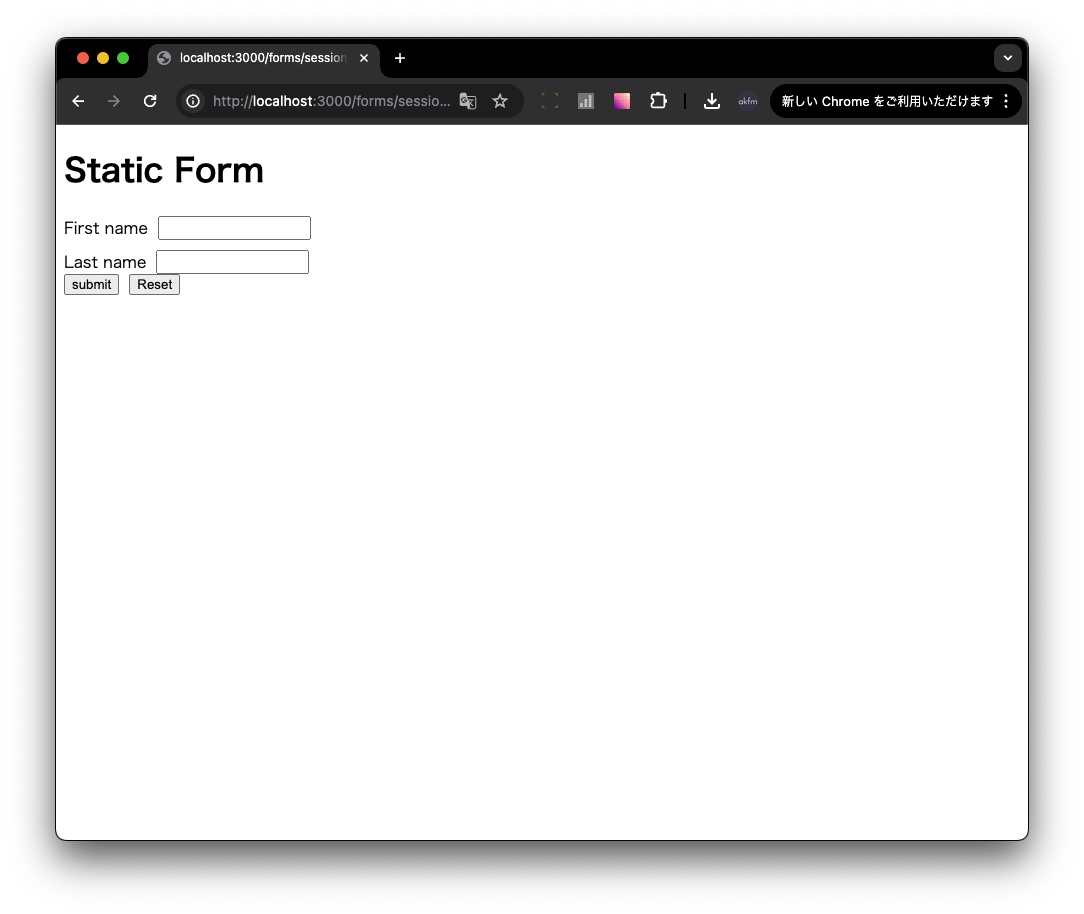 localhost:3000/forms/session
http://localhost:3000/forms/sessio...
akfm
新しい Chrome をご利用いただけます
Static Form
First name
Last name
submit Reset